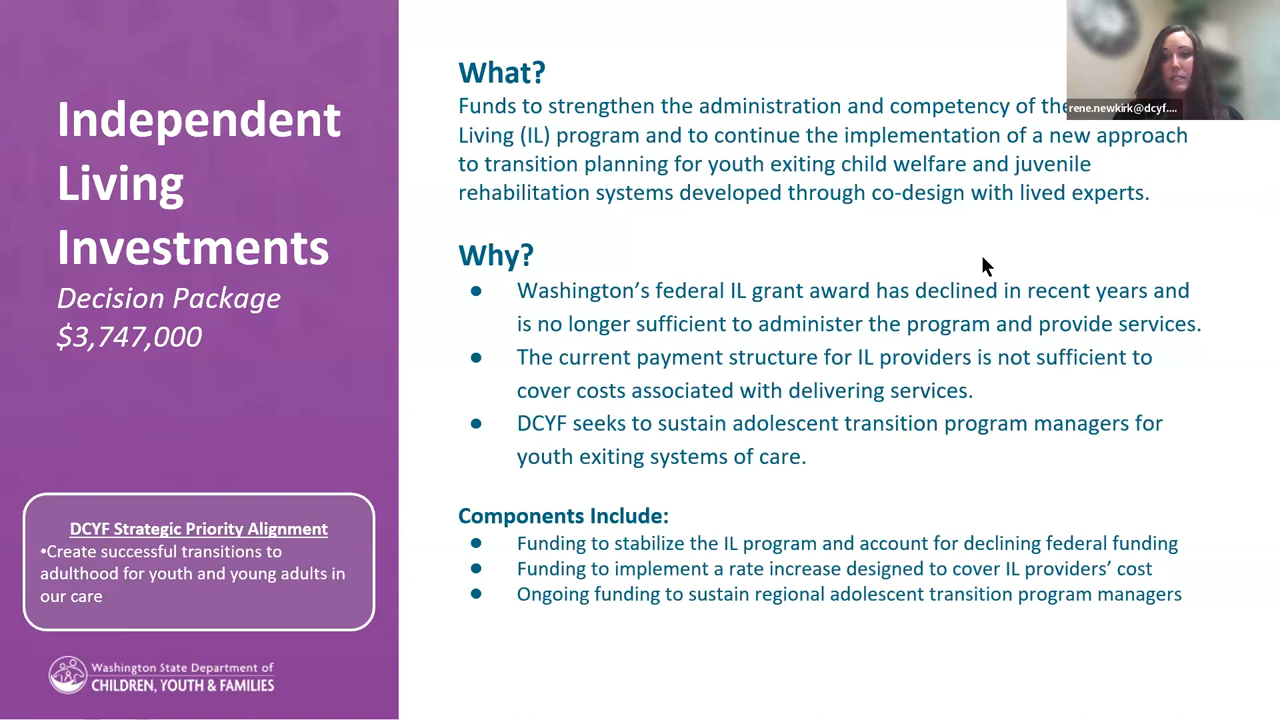 Independent
Living
Investments
Decision Package
$3,747,000
DCYF Strategic Priority Alignment
•Create successful transitions to
adulthood for youth and young adults in
our care
Washington State Department of
CHILDREN, YOUTH & FAMILIES
What?
Funds to strengthen the administration and competency of the
Living (IL) program and to continue the implementation of a new approach
to transition planning for youth exiting child welfare and juvenile
rehabilitation systems developed through co-design with lived experts.
Why?
● Washington’s federal IL grant award has declined in recent years and
is no longer sufficient to administer the program and provide services.
● The current payment structure for IL providers is not sufficient to
cover costs associated with delivering services.
● DCYF seeks to sustain adolescent transition program managers for
youth exiting systems of care.
Components Include:
● Funding to stabilize the IL program and account for declining federal funding
● Funding to implement a rate increase designed to cover IL providers’ cost
● Ongoing funding to sustain regional adolescent transition program managers
rene.newkirk@dcyf....